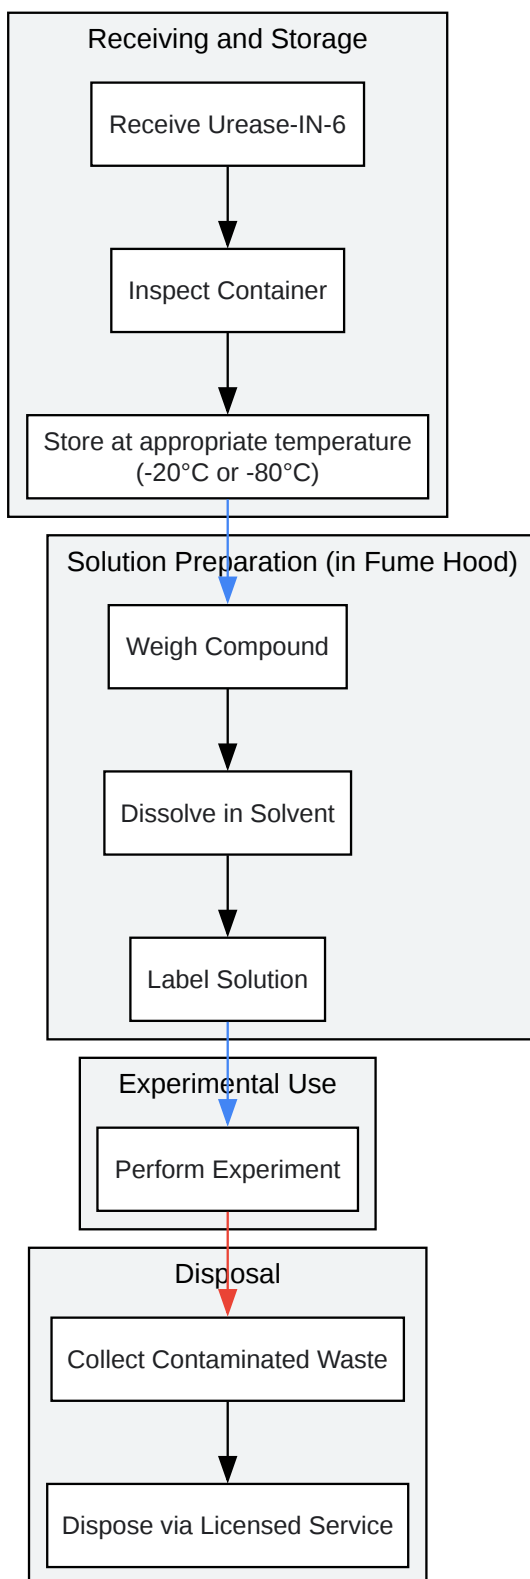 Receiving and Storage
Receive Urease-IN-6
Inspect Container
Store at appropriate temperature
(-20°C or -80°C)
Solution Preparation (in Fume Hood)
Weigh Compound
Dissolve in Solvent
Label Solution
Experimental Use
Perform Experiment
Disposal
Collect Contaminated Waste
Dispose via Licensed Service